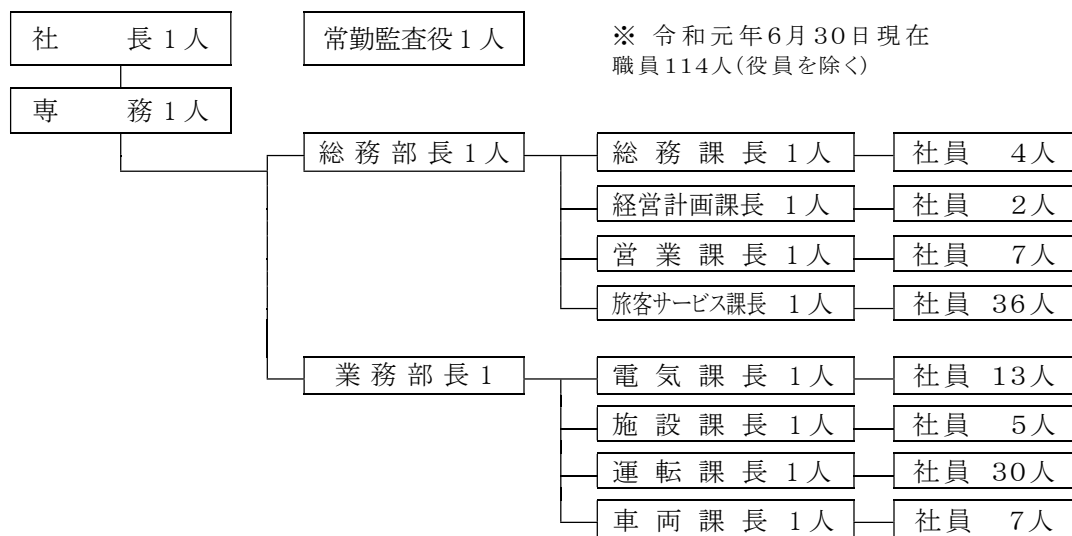 社　　長 1人　常勤監査役 1人　※ 令和元年6月30日現在
職員114人(役員を除く)
専　　務 1人
総務部長 1人　総務課長 1人　社員　4人
経営計画課長 1人　社員　2人
営業課長 1人　社員　7人
旅客サービス課長 1人　社員 36人
業務部長 1　電気課長 1人　社員 13人
施設課長 1人　社員　5人
運転課長 1人　社員 30人
車両課長 1人　社員　7人